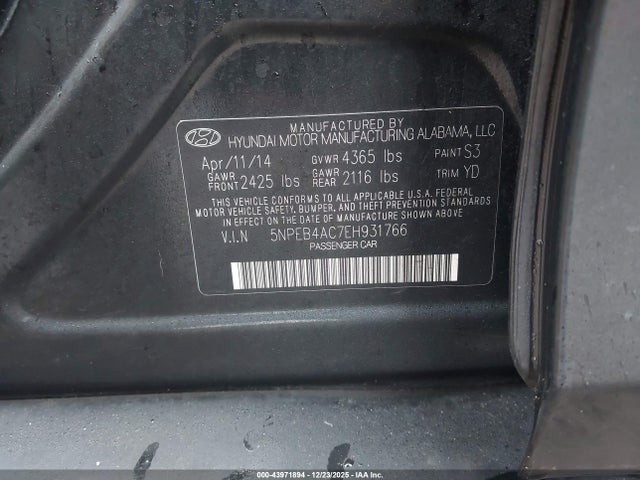 MANUFACTURED BY
HYUNDAI MOTOR MANUFACTURING ALABAMA, LLC
Apr/11/14 GVWR 4365 lbs PAINT S3
GAWR FRONT 2425 lbs GAWR REAR 2116 lbs TRIM YD
THIS VEHICLE CONFORMS TO ALL APPLICABLE U.S.A. FEDERAL
MOTOR VEHICLE SAFETY, BUMPER, AND THEFT PREVENTION STANDARDS
IN EFFECT ON THE DATE OF MANUFACTURE SHOWN ABOVE.
V.I.N 5NPEB4AC7EH931766
PASSENGER CAR
000-43971894 - 12/23/2025 - IAAI.COM